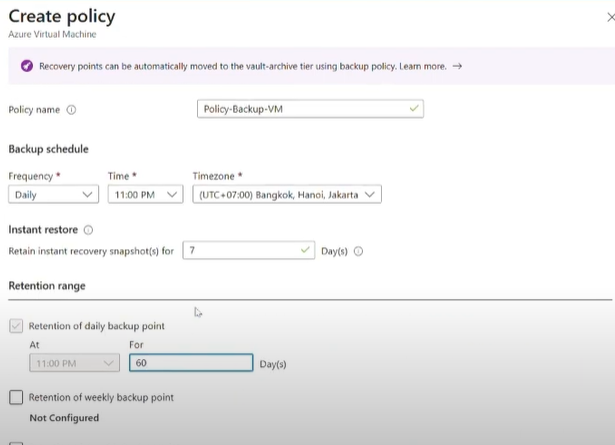 Create policy
Azure Virtual Machine
Recovery points can be automatically moved to the vault-archive tier using backup policy. Learn more. →
Policy name
Policy-Backup-VM
Backup schedule
Frequency * Time * Timezone *
Daily 11:00 PM (UTC+07:00) Bangkok, Hanoi, Jakarta
Instant restore
Retain instant recovery snapshot(s) for 7 Day(s)
Retention range
Retention of daily backup point
At For
11:00 PM 60 Day(s)
Retention of weekly backup point
Not Configured